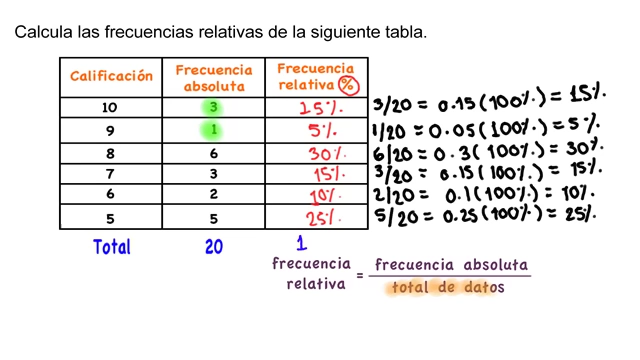 Calcula las frecuencias relativas de la siguiente tabla.
Calificación Frecuencia absoluta Frecuencia relativa (%)
10 3 15% 3/20 = 0.15(100%) = 15%
9 1 5% 1/20 = 0.05(100%) = 5%
8 6 30% 6/20 = 0.3(100%) = 30%
7 3 15% 3/20 = 0.15(100%) = 15%
6 2 10% 2/20 = 0.1(100%) = 10%
5 5 25% 5/20 = 0.25(100%) = 25%
Total 20 1
frecuencia relativa = frecuencia absoluta
total de datos